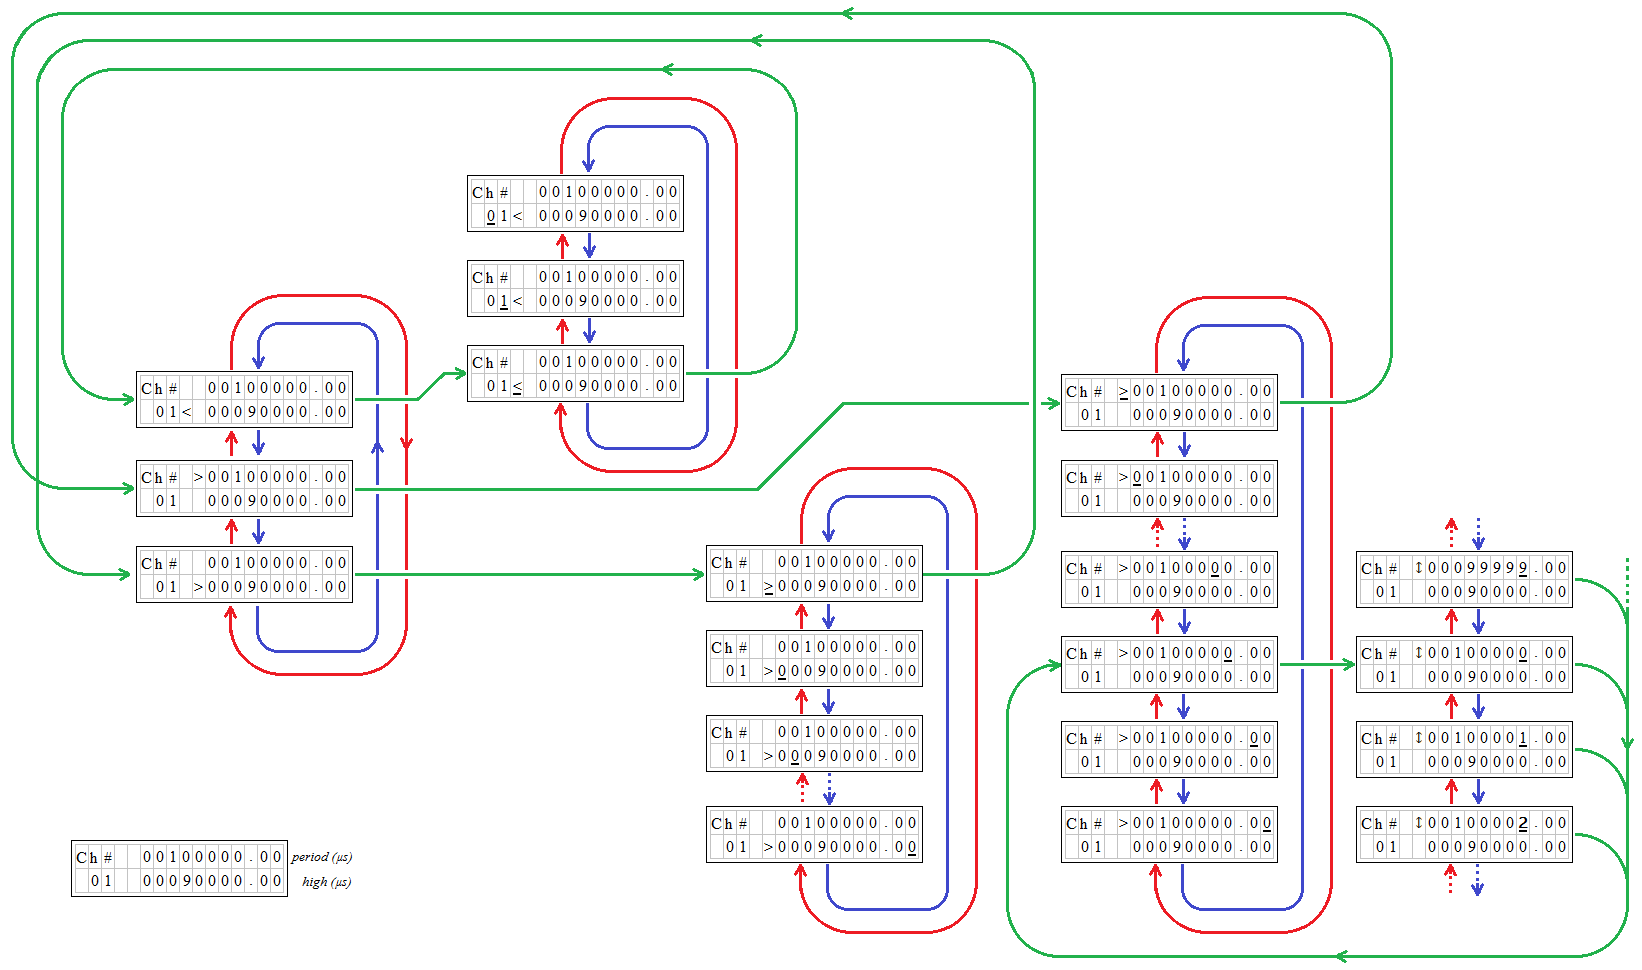 Ch# 00100000.00
01< 00090000.00
Ch# 00100000.00
01< 00090000.00
Ch# 00100000.00
01< 00090000.00
Ch# 00100000.00
01< 00090000.00
Ch# >00100000.00
01 00090000.00
Ch# 00100000.00
01 >00090000.00
Ch# 00100000.00
01 ≥00090000.00
Ch# 00100000.00
01 >00090000.00
Ch# 00100000.00
01 >00090000.00
Ch# 00100000.00
01 >00090000.00
Ch# ≥00100000.00
01 00090000.00
Ch# >00100000.00
01 00090000.00
Ch# >00100000.00
01 00090000.00
Ch# >00100000.00
01 00090000.00
Ch# >00100000.00
01 00090000.00
Ch# >00100000.00
01 00090000.00
Ch# ↕00099999.00
01 00090000.00
Ch# ↕00100000.00
01 00090000.00
Ch# ↕00100001.00
01 00090000.00
Ch# ↕00100002.00
01 00090000.00
Ch# 00100000.00 period (µs)
01 00090000.00 high (µs)